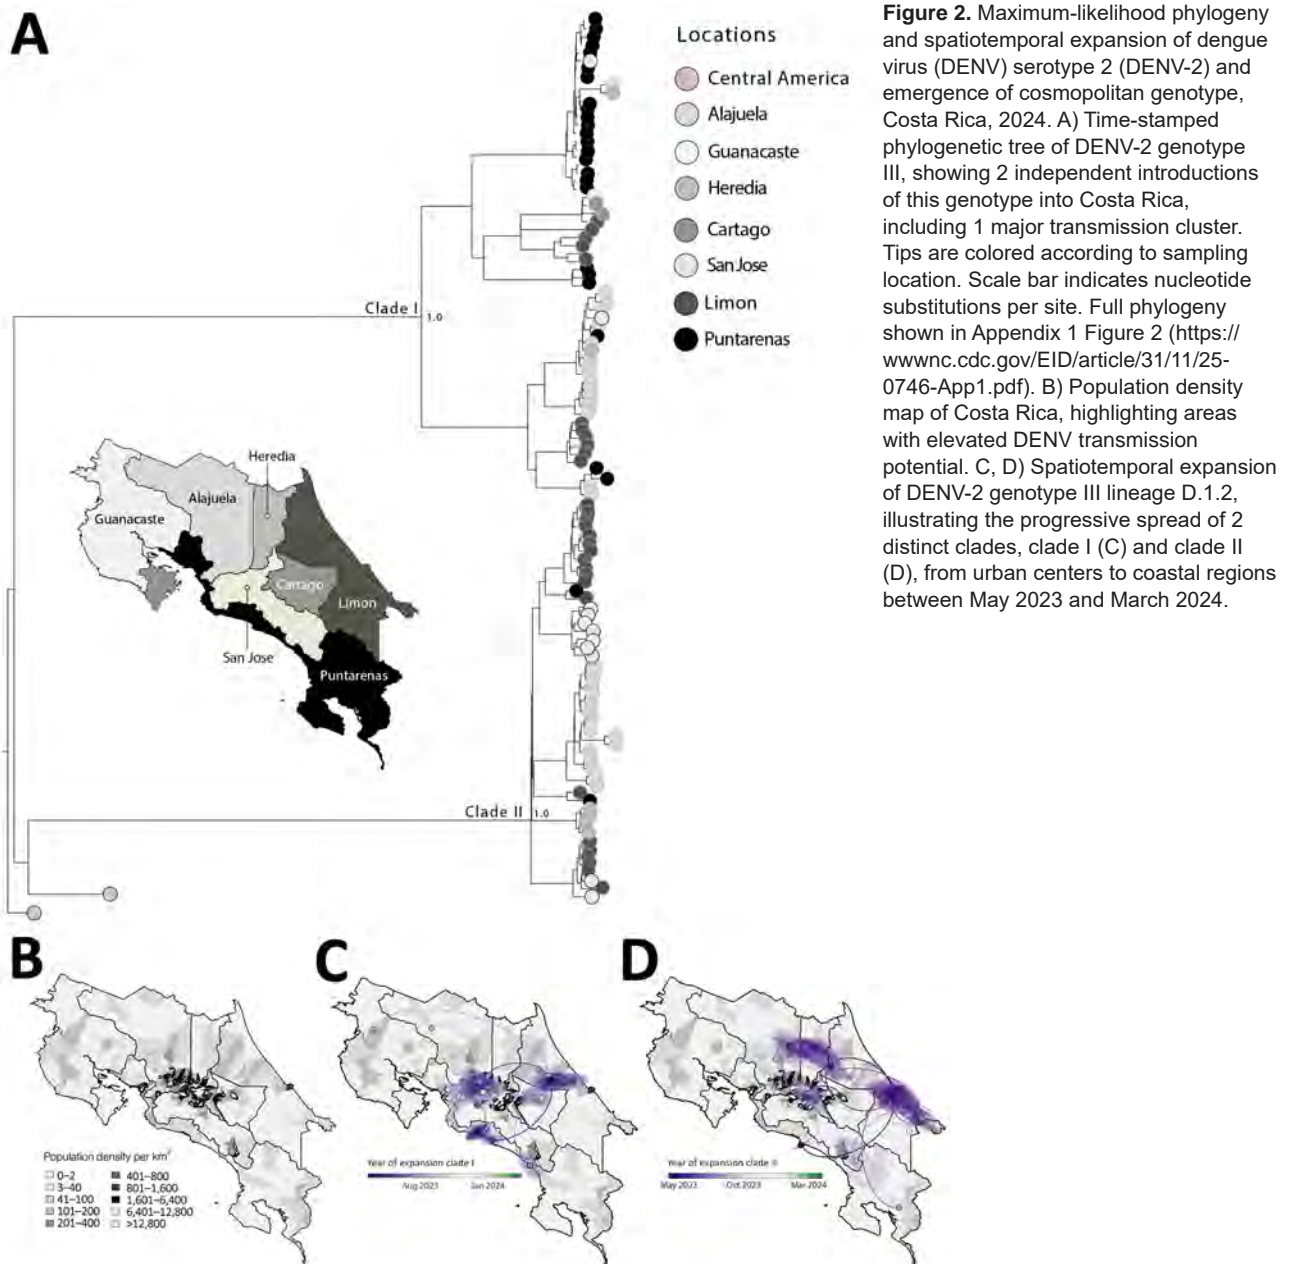 A
Locations
Central America
Alajuela
Guanacaste
Heredia
Cartago
San Jose
Limon
Puntarenas
Clade I
1.0
Heredia
Alajuela
Guanacaste
Cartago
Limon
San Jose
Puntarenas
Clade II
1.0
Figure 2. Maximum-likelihood phylogeny
and spatiotemporal expansion of dengue
virus (DENV) serotype 2 (DENV-2) and
emergence of cosmopolitan genotype,
Costa Rica, 2024. A) Time-stamped
phylogenetic tree of DENV-2 genotype
III, showing 2 independent introductions
of this genotype into Costa Rica,
including 1 major transmission cluster.
Tips are colored according to sampling
location. Scale bar indicates nucleotide
substitutions per site. Full phylogeny
shown in Appendix 1 Figure 2 (https://
wwwnc.cdc.gov/EID/article/31/11/25-
0746-App1.pdf). B) Population density
map of Costa Rica, highlighting areas
with elevated DENV transmission
potential. C, D) Spatiotemporal expansion
of DENV-2 genotype III lineage D.1.2,
illustrating the progressive spread of 2
distinct clades, clade I (C) and clade II
(D), from urban centers to coastal regions
between May 2023 and March 2024.
B
Population density per km²
0–2
3–40
41–100
101–200
201–400
401–800
801–1,600
1,601–6,400
6,401–12,800
>12,800
C
Year of expansion clade I
Aug 2023
Jan 2024
D
Year of expansion clade II
May 2023
Oct 2023
Mar 2024